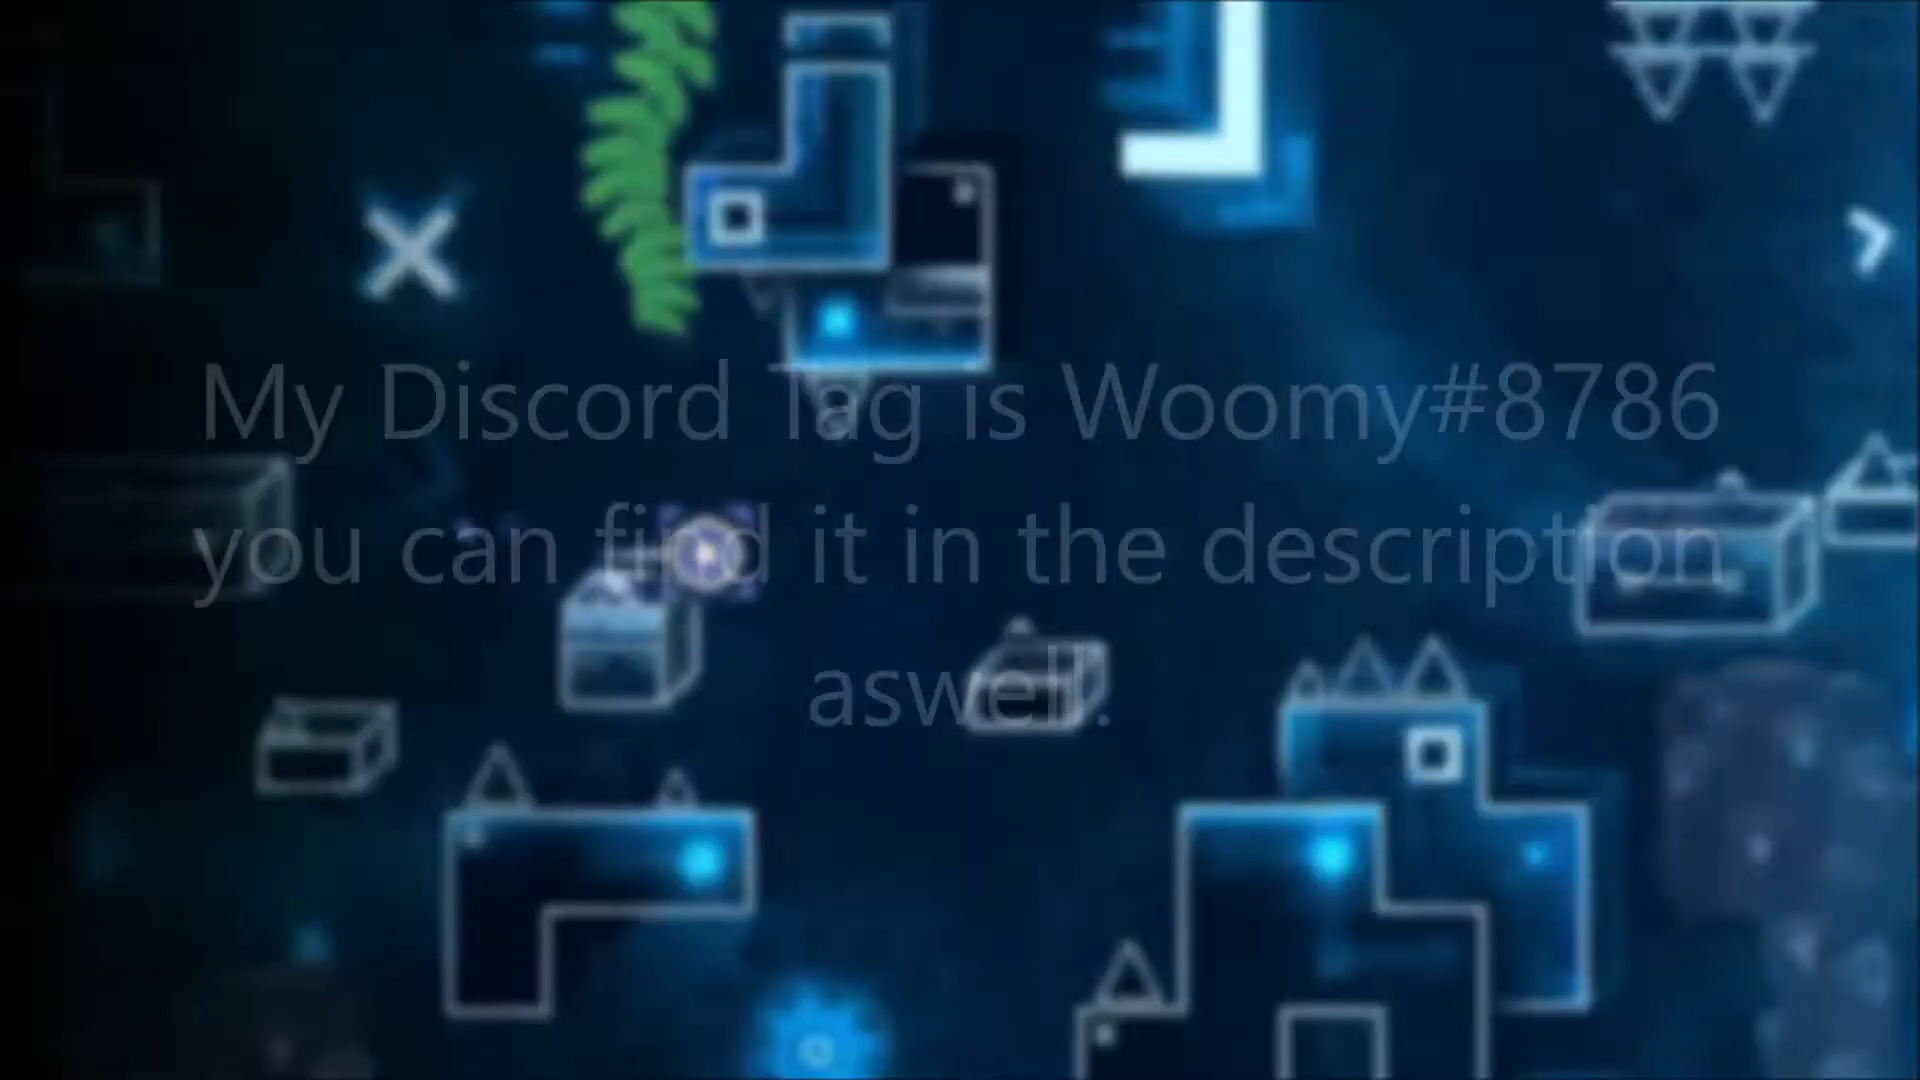 My Discord Tag is Woomy#8786
you can find it in the description
aswell.